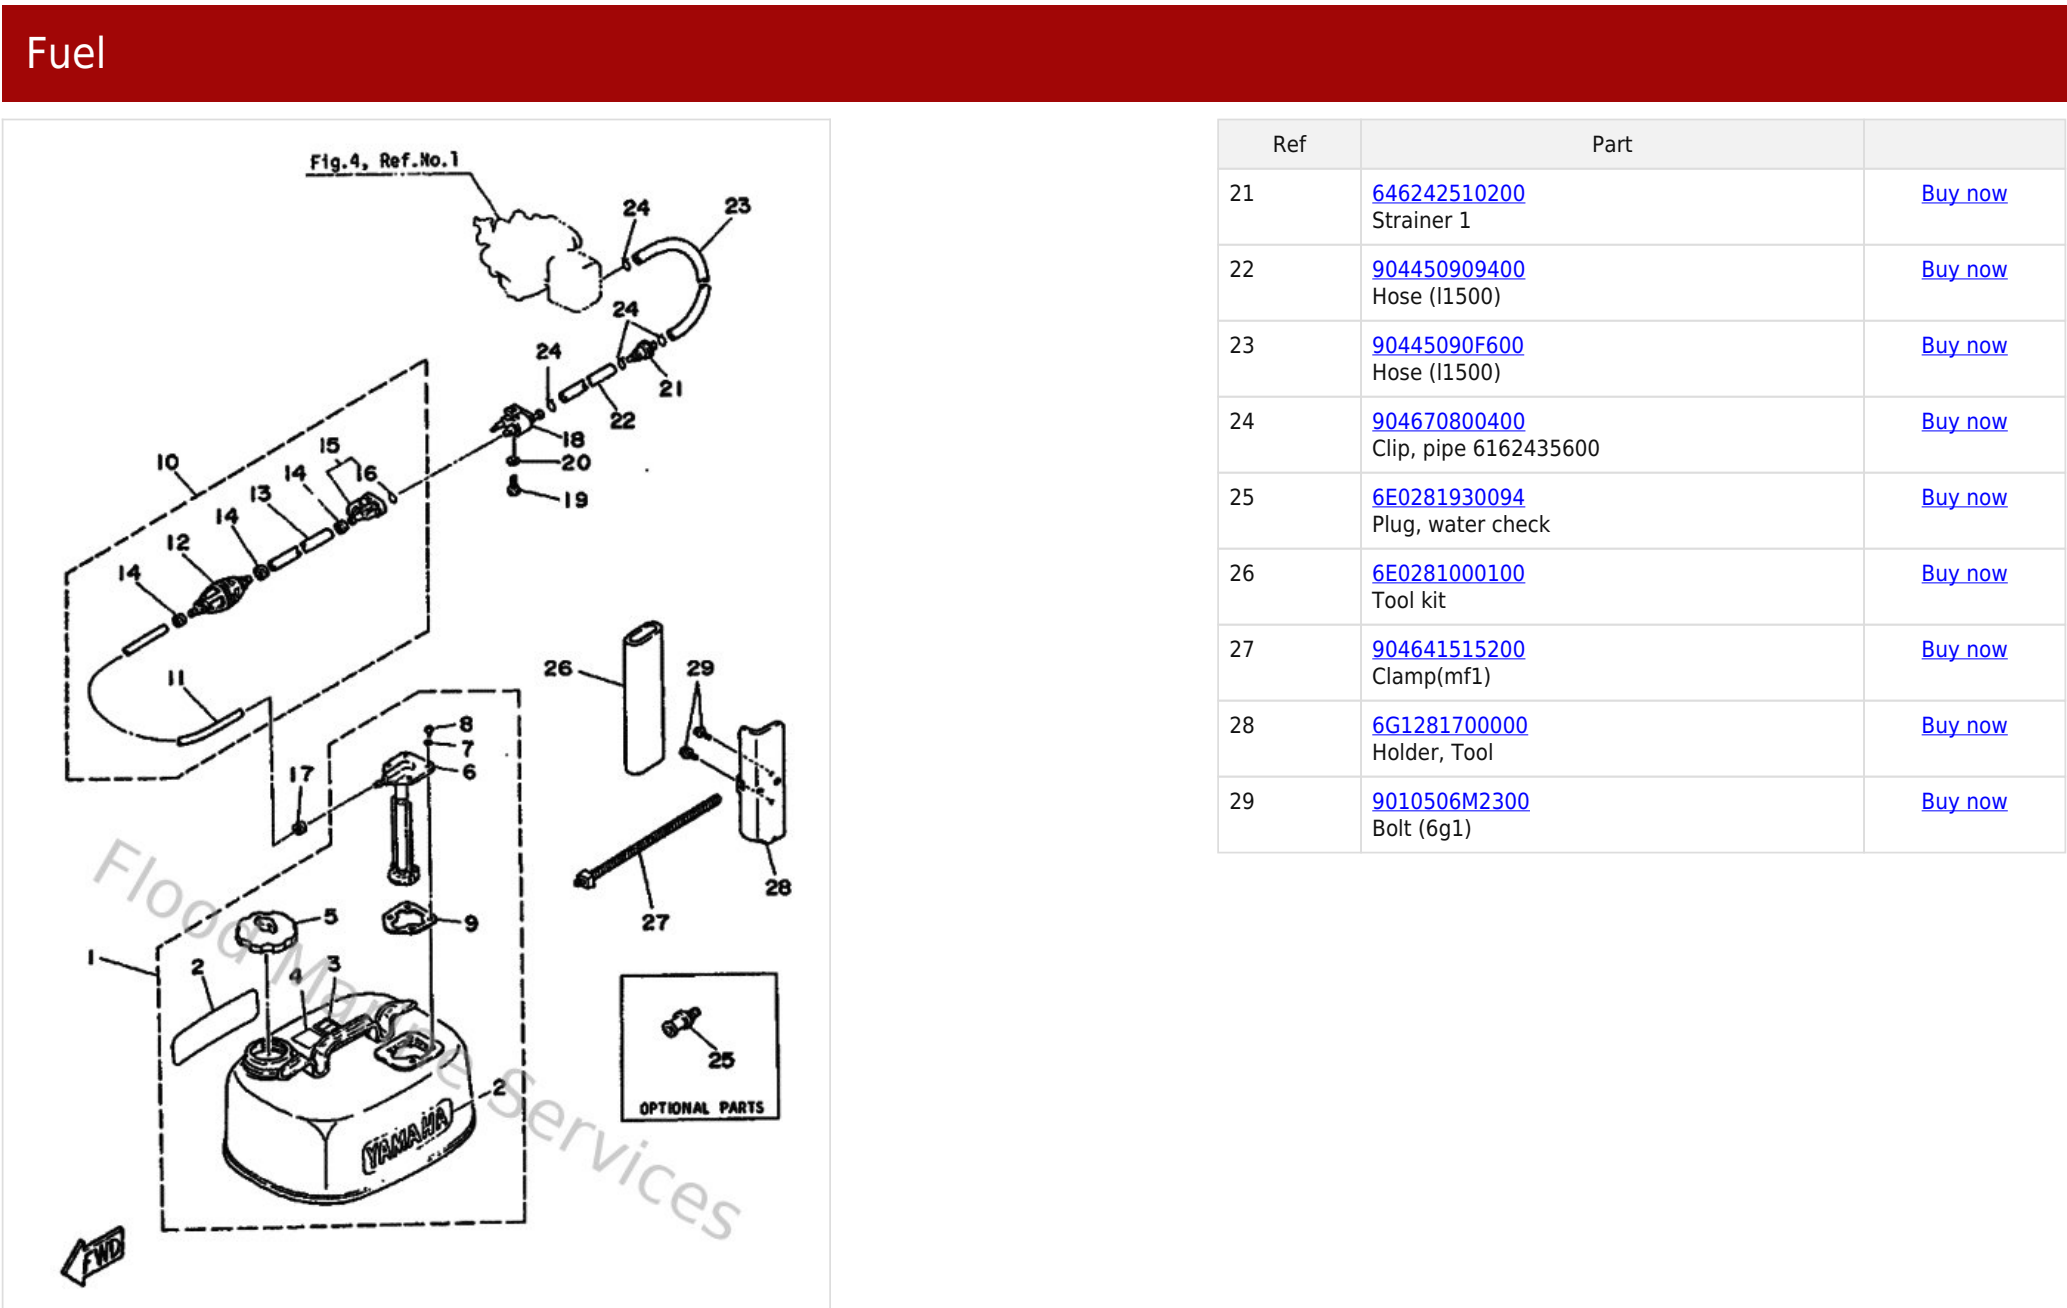 Fuel
Fig.4, Ref.No.1
24
23
24
24
21
22
18
15
10
14
16
20
13
19
14
12
14
26
29
11
8
7
6
17
28
5
9
27
1
2
4
3
25
2
OPTIONAL PARTS
YAMAHA
FWD
Flood Marine Services
Ref Part
21 646242510200 Buy now
Strainer 1
22 904450909400 Buy now
Hose (l1500)
23 90445090F600 Buy now
Hose (l1500)
24 904670800400 Buy now
Clip, pipe 6162435600
25 6E0281930094 Buy now
Plug, water check
26 6E0281000100 Buy now
Tool kit
27 904641515200 Buy now
Clamp(mf1)
28 6G1281700000 Buy now
Holder, Tool
29 9010506M2300 Buy now
Bolt (6g1)